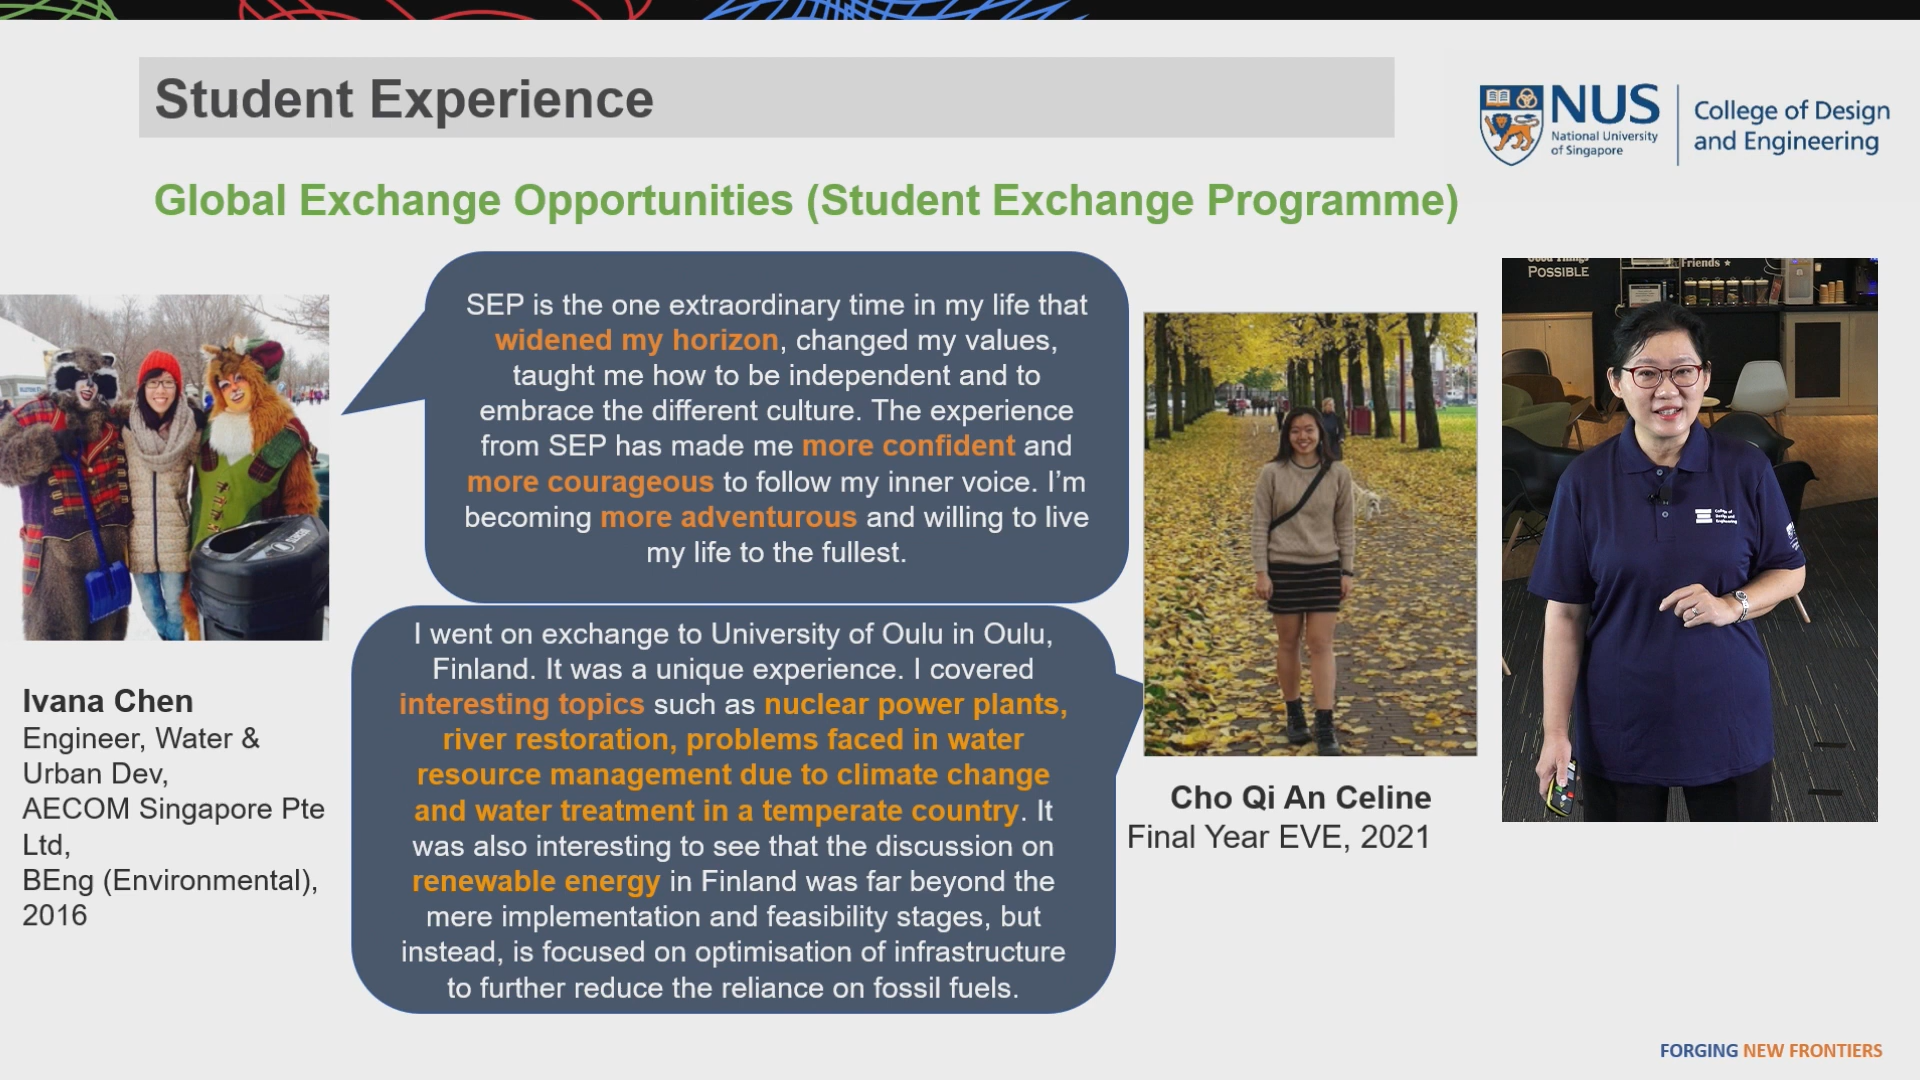 Student Experience
NUS
National University
of Singapore
College of Design
and Engineering
Global Exchange Opportunities (Student Exchange Programme)
SEP is the one extraordinary time in my life that
widened my horizon, changed my values,
taught me how to be independent and to
embrace the different culture. The experience
from SEP has made me more confident and
more courageous to follow my inner voice. I'm
becoming more adventurous and willing to live
my life to the fullest.
Ivana Chen
Engineer, Water &
Urban Dev,
AECOM Singapore Pte
Ltd,
BEng (Environmental),
2016
I went on exchange to University of Oulu in Oulu,
Finland. It was a unique experience. I covered
interesting topics such as nuclear power plants,
river restoration, problems faced in water
resource management due to climate change
and water treatment in a temperate country. It
was also interesting to see that the discussion on
renewable energy in Finland was far beyond the
mere implementation and feasibility stages, but
instead, is focused on optimisation of infrastructure
to further reduce the reliance on fossil fuels.
Cho Qi An Celine
Final Year EVE, 2021
POSSIBLE
Friends
College of
Design and
Engineering
FORGING NEW FRONTIERS